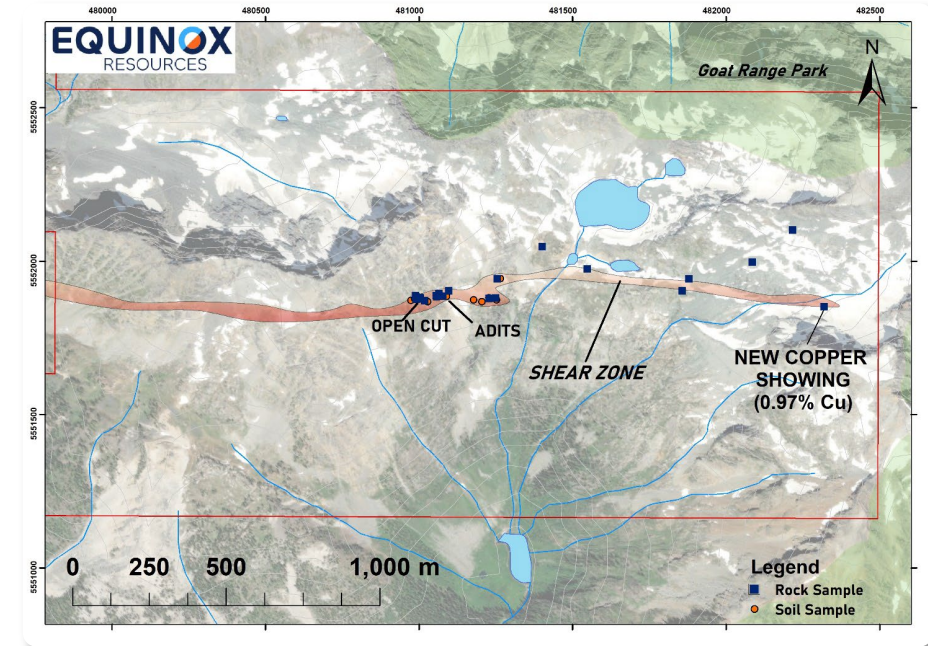 480000 480500 481000 481500 482000 482500
EQUINOX
RESOURCES
Goat Range Park
N
5552500
5552000
5551500
5551000
OPEN CUT
ADITS
SHEAR ZONE
NEW COPPER
SHOWING
(0.97% Cu)
0 250 500 1,000 m
Legend
Rock Sample
Soil Sample